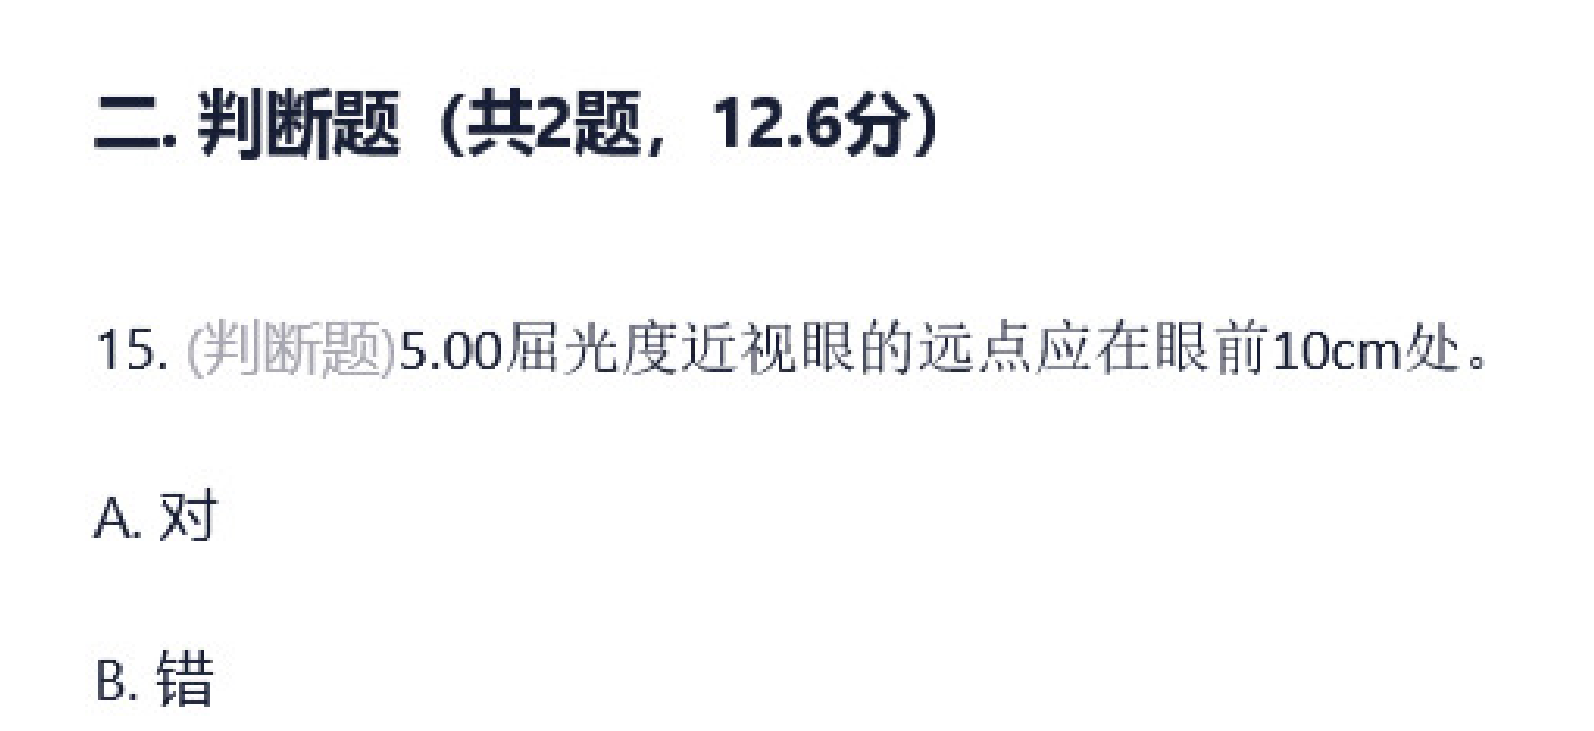 二. 判断题（共2题，12.6分）
15. (判断题)5.00屈光度近视眼的远点应在眼前10cm处。
A. 对
B. 错